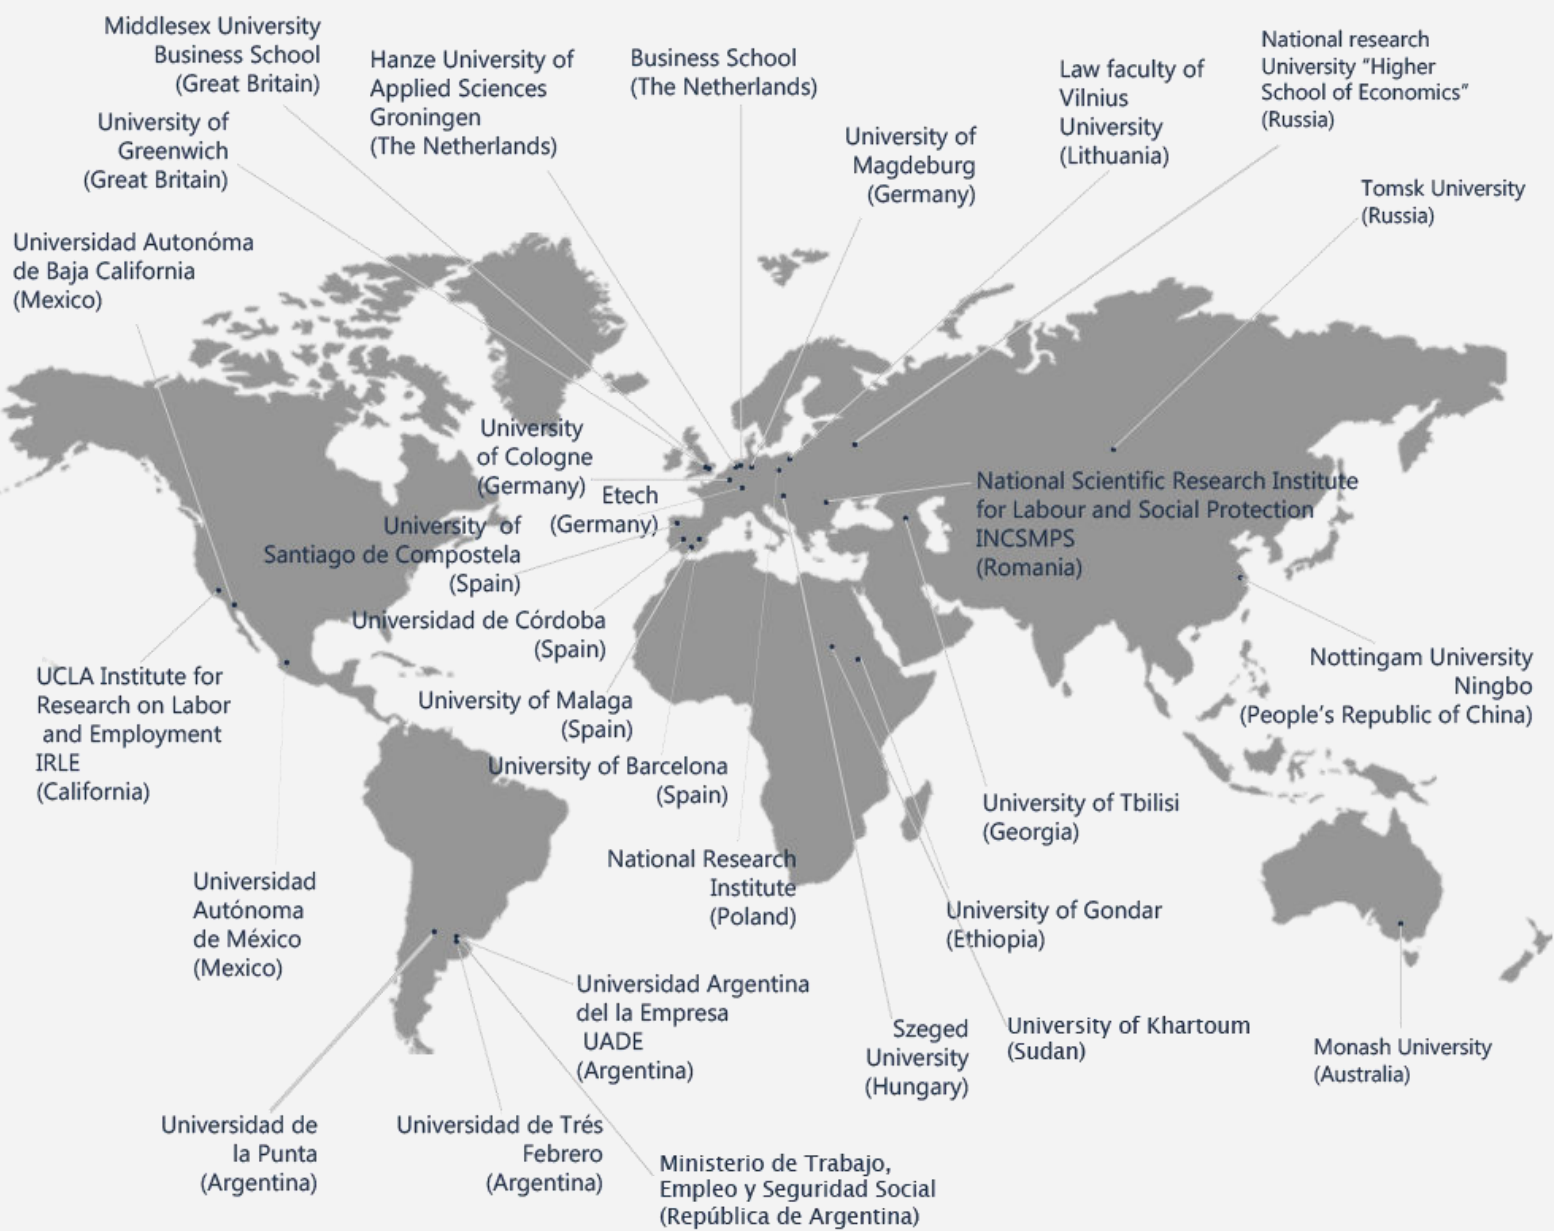 Middlesex University
Business School
(Great Britain)
Hanze University of
Applied Sciences
Groningen
(The Netherlands)
Business School
(The Netherlands)
Law faculty of
Vilnius
University
(Lithuania)
National research
University “Higher
School of Economics”
(Russia)
University of
Greenwich
(Great Britain)
University of
Magdeburg
(Germany)
Tomsk University
(Russia)
Universidad Autonóma
de Baja California
(Mexico)
University
of Cologne
(Germany)
Etech
(Germany)
National Scientific Research Institute
for Labour and Social Protection
INCSMPS
(Romania)
University of
Santiago de Compostela
(Spain)
Universidad de Córdoba
(Spain)
UCLA Institute for
Research on Labor
and Employment
IRLE
(California)
University of Malaga
(Spain)
Nottingam University
Ningbo
(People’s Republic of China)
University of Barcelona
(Spain)
University of Tbilisi
(Georgia)
National Research
Institute
(Poland)
Universidad
Autónoma
de México
(Mexico)
University of Gondar
(Ethiopia)
Universidad Argentina
del la Empresa
UADE
(Argentina)
Szeged
University
(Hungary)
University of Khartoum
(Sudan)
Monash University
(Australia)
Universidad de
la Punta
(Argentina)
Universidad de Trés
Febrero
(Argentina)
Ministerio de Trabajo,
Empleo y Seguridad Social
(República de Argentina)